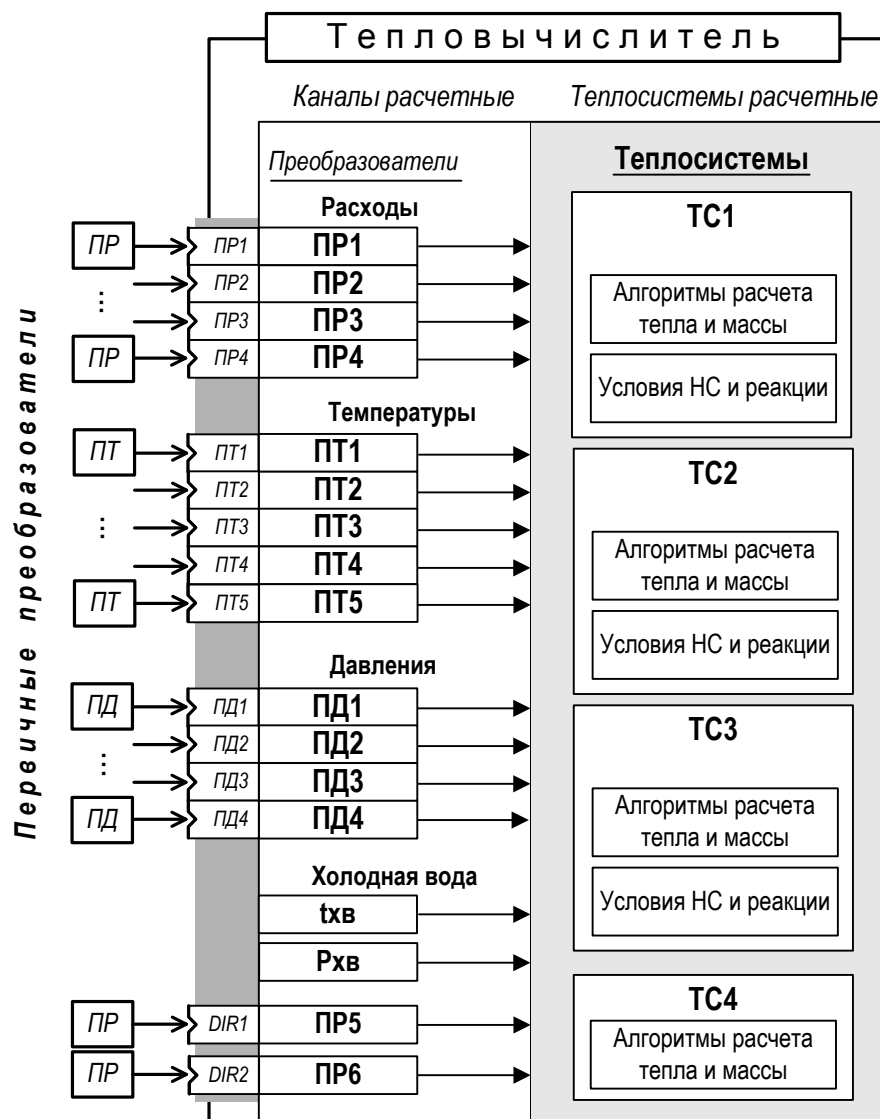 Тепловычислитель
Каналы расчетные
Теплосистемы расчетные
Преобразователи
Теплосистемы
Первичные преобразователи
Расходы
ПР ПР1 ПР1
... ПР2 ПР2
ПР3 ПР3
ПР ПР4 ПР4
Температуры
ПТ ПТ1 ПТ1
ПТ2 ПТ2
... ПТ3 ПТ3
ПТ4 ПТ4
ПТ ПТ5 ПТ5
Давления
ПД ПД1 ПД1
... ПД2 ПД2
ПД3 ПД3
ПД ПД4 ПД4
Холодная вода
tхв
Рхв
ПР DIR1 ПР5
ПР DIR2 ПР6
ТС1
Алгоритмы расчета
тепла и массы
Условия НС и реакции
ТС2
Алгоритмы расчета
тепла и массы
Условия НС и реакции
ТС3
Алгоритмы расчета
тепла и массы
Условия НС и реакции
ТС4
Алгоритмы расчета
тепла и массы